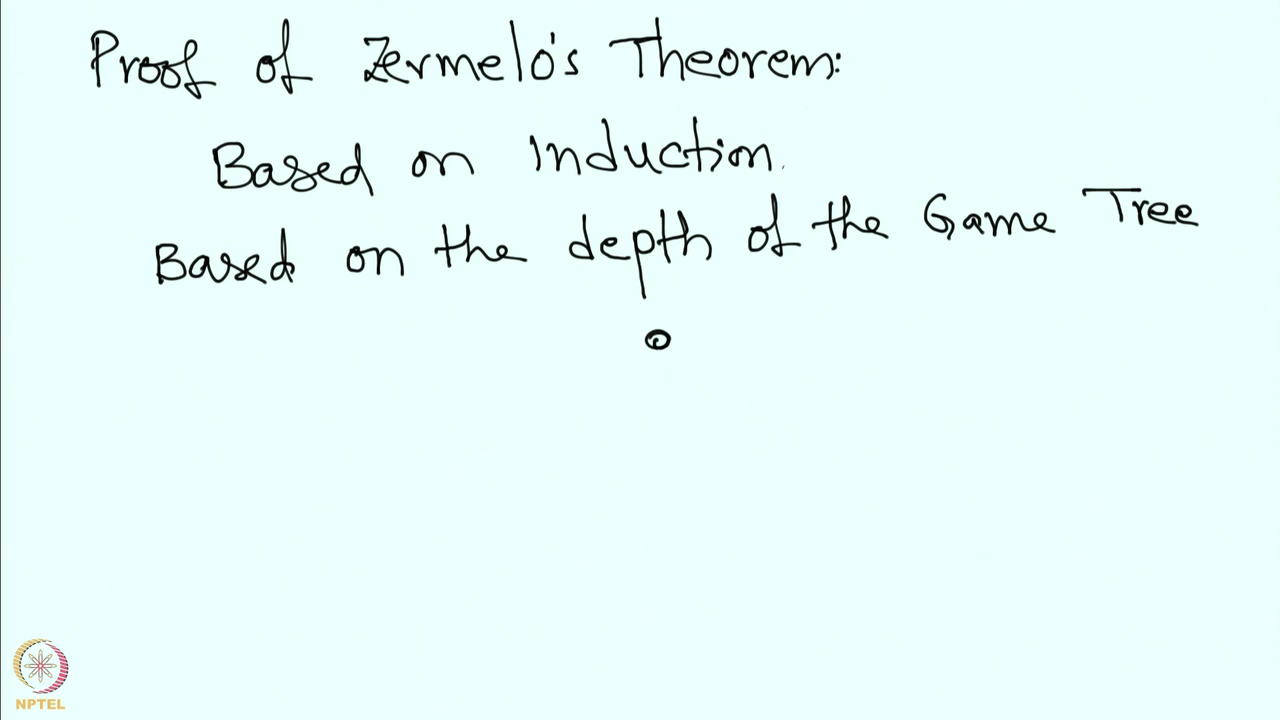 Proof of Zermelo's Theorem:
Based on Induction.
Based on the depth of the Game Tree
NPTEL